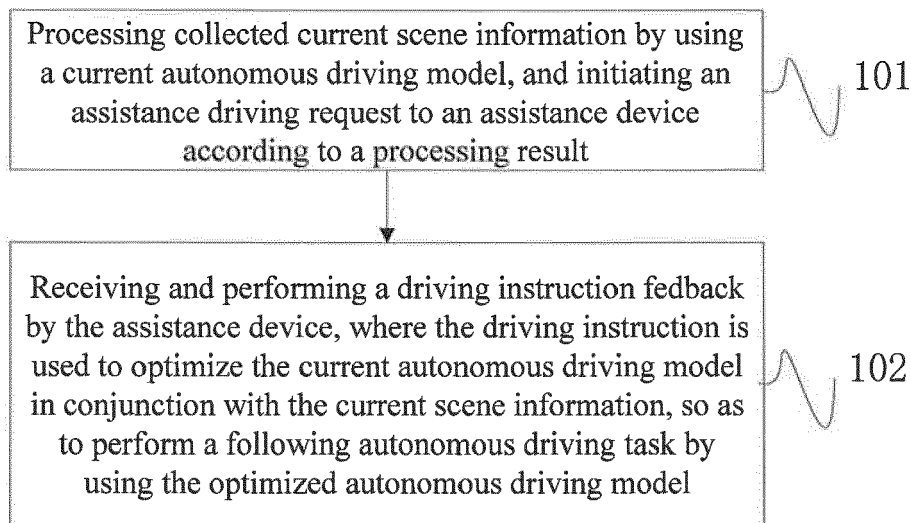 Processing collected current scene information by using
a current autonomous driving model, and initiating an
assistance driving request to an assistance device
according to a processing result
101
Receiving and performing a driving instruction fedback
by the assistance device, where the driving instruction is
used to optimize the current autonomous driving model
in conjunction with the current scene information, so as
to perform a following autonomous driving task by
using the optimized autonomous driving model
102